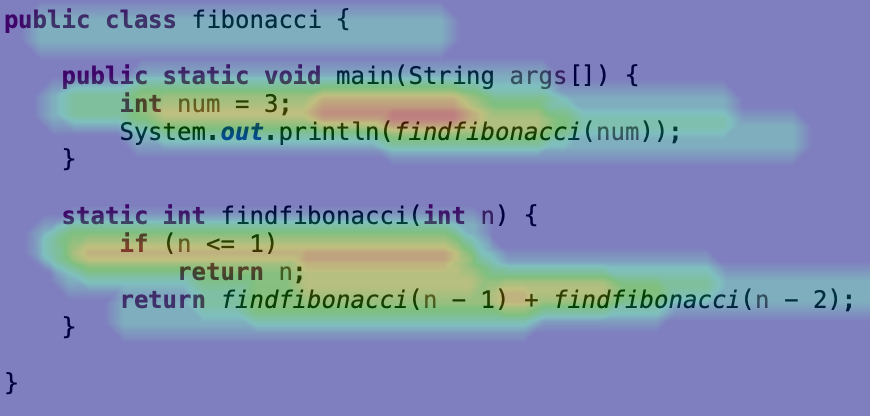 public class fibonacci {
public static void main(String args[]) {
int num = 3;
System.out.println(findfibonacci(num));
}
static int findfibonacci(int n) {
if (n <= 1)
return n;
return findfibonacci(n - 1) + findfibonacci(n - 2);
}
}